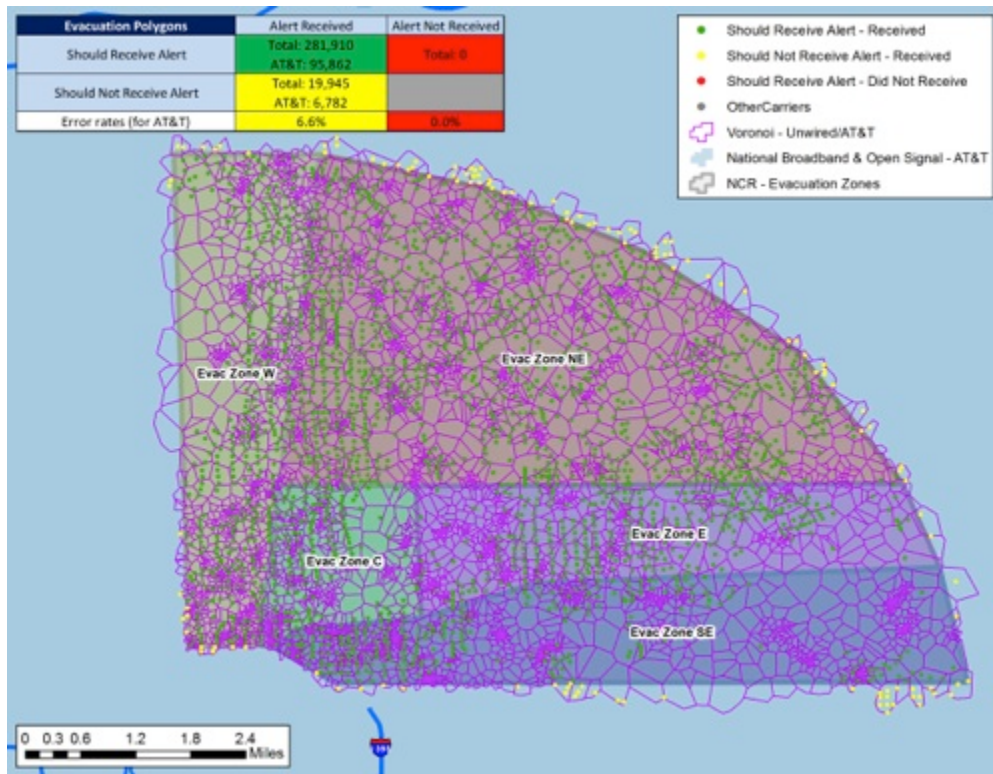 Evacuation Polygons Alert Received Alert Not Received
Should Receive Alert Total: 281,910 Total: 0
AT&T: 95,862
Should Not Receive Alert Total: 19,945
AT&T: 6,782
Error rates (for AT&T) 6.6% 0.0%
Should Receive Alert - Received
Should Not Receive Alert - Received
Should Receive Alert - Did Not Receive
OtherCarriers
Voronoi - Unwired/AT&T
National Broadband & Open Signal - AT&T
NCR - Evacuation Zones
Evac Zone NE
Evac Zone W
Evac Zone E
Evac Zone C
Evac Zone SE
0 0.3 0.6 1.2 1.8 2.4
Miles